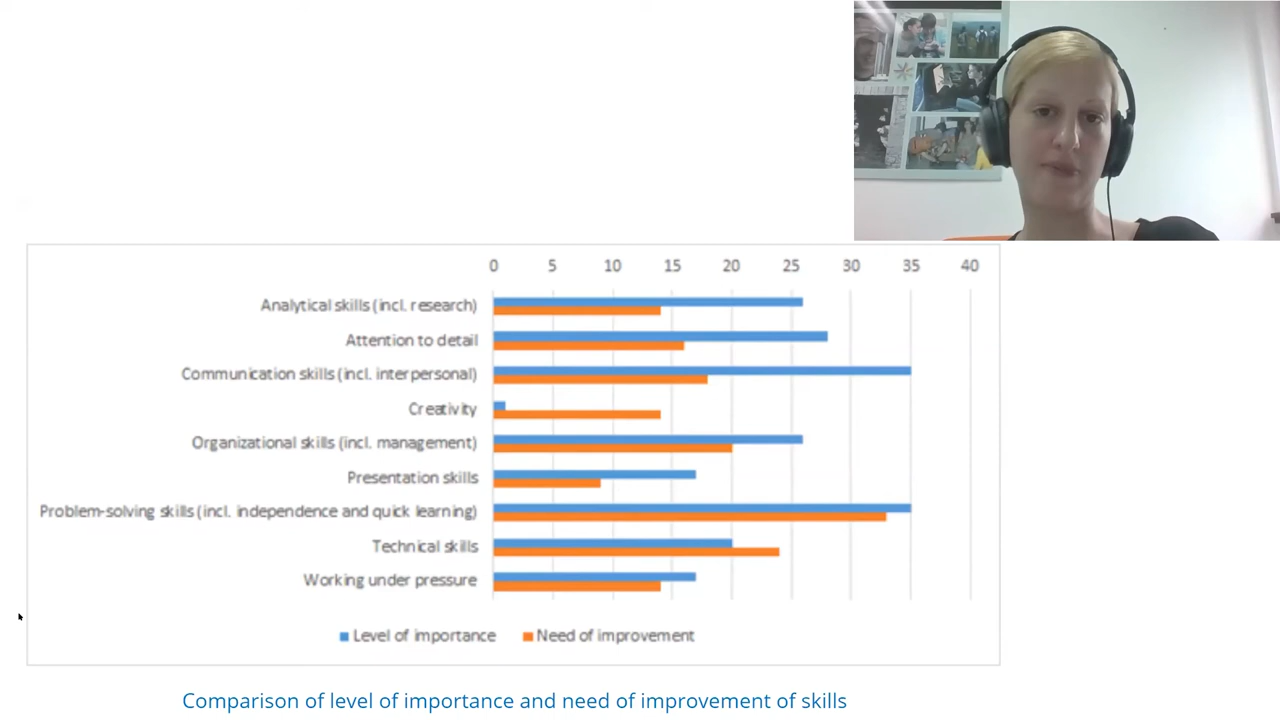 0 5 10 15 20 25 30 35 40
Analytical skills (incl. research)
Attention to detail
Communication skills (incl. interpersonal)
Creativity
Organizational skills (incl. management)
Presentation skills
Problem-solving skills (incl. independence and quick learning)
Technical skills
Working under pressure
Level of importance Need of improvement
Comparison of level of importance and need of improvement of skills